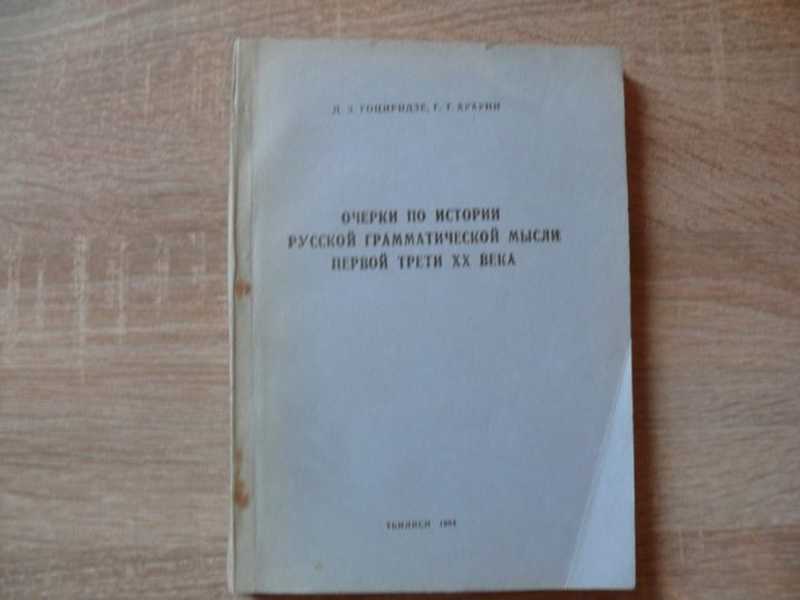 Д. З. ГОЦИРИДЗЕ, Г. Т.
ОЧЕРКИ ПО ИСТОРИИ
РУССКОЙ ГРАММАТИЧЕСКОЙ МЫСЛИ
ПЕРВОЙ ТРЕТИ XX ВЕКА
ТБИЛИСИ 1984